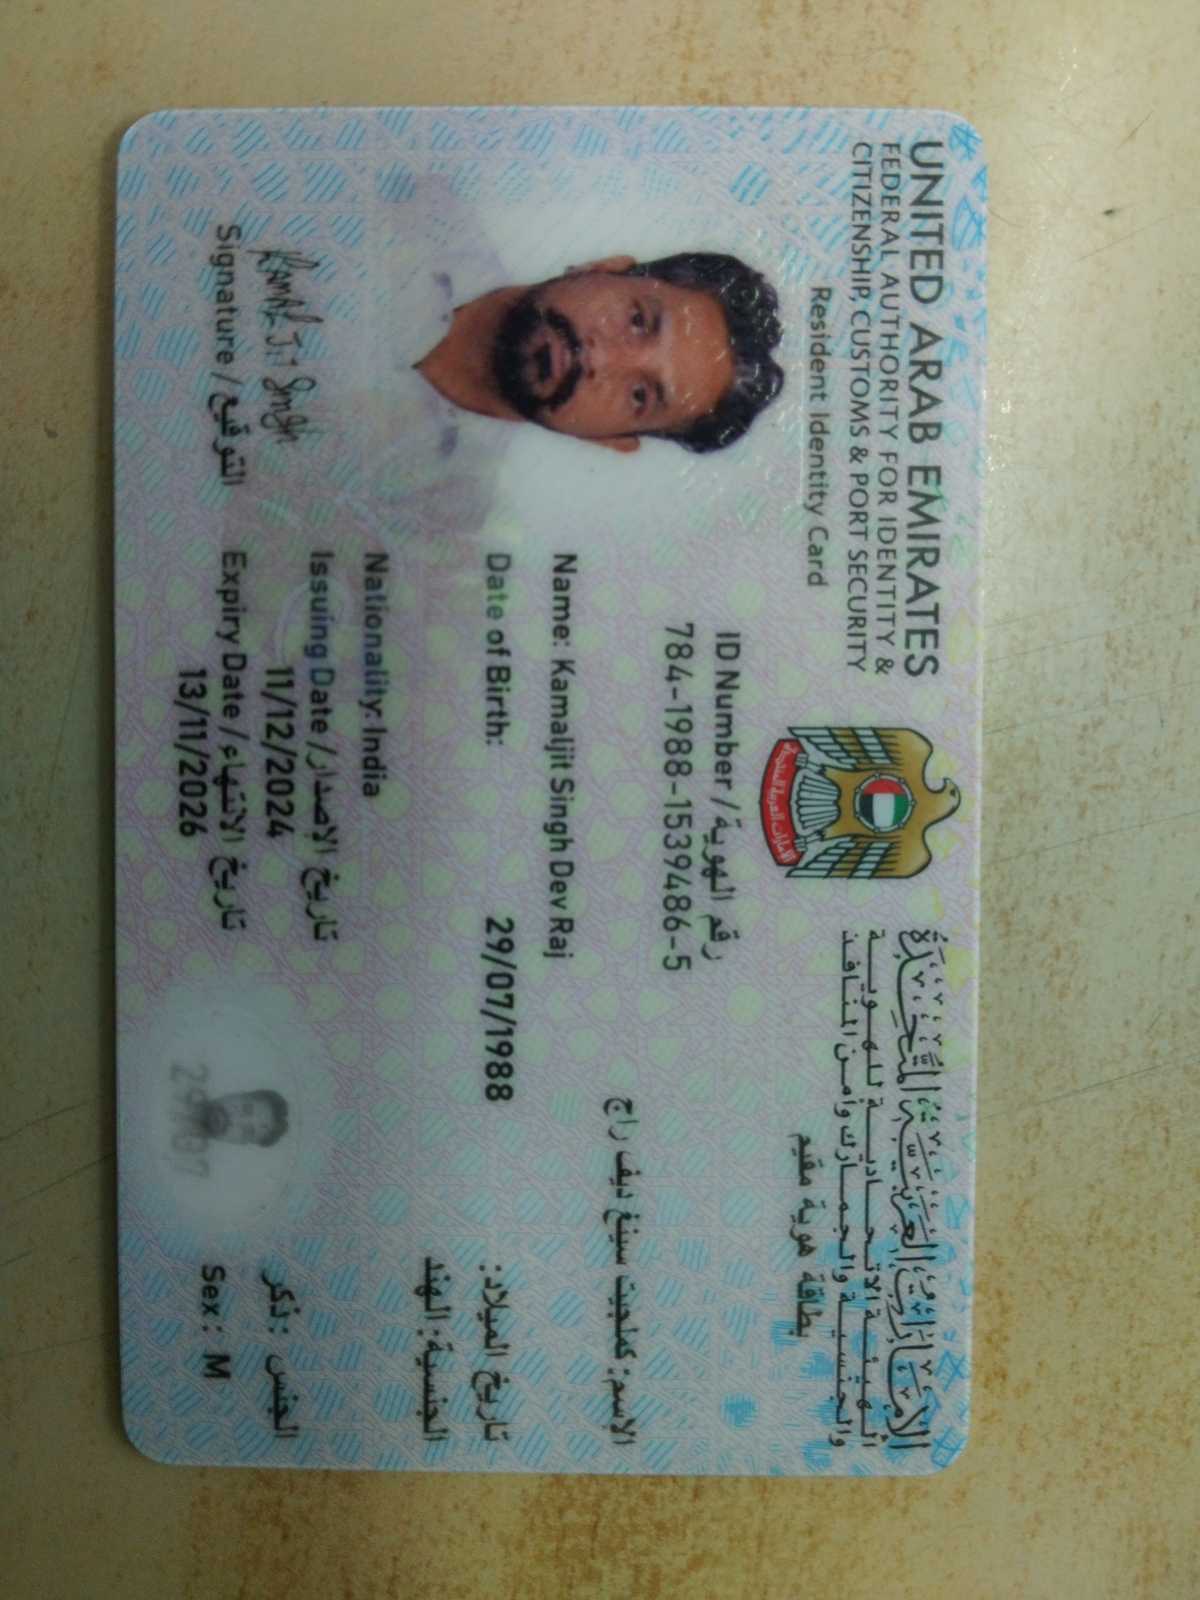 UNITED ARAB EMIRATES
FEDERAL AUTHORITY FOR IDENTITY &
CITIZENSHIP, CUSTOMS & PORT SECURITY
Resident Identity Card
الإمارات العربية المتحدة
الهيئة الاتحادية للهوية
والجنسية والجمارك وأمن المنافذ
بطاقة هوية مقيم
الإمارات العربية المتحدة
ID Number / رقم الهوية
784-1988-1539486-5
الاسم: كملجيت سينغ ديف راج
Name: Kamaljit Singh Dev Raj
Date of Birth: 29/07/1988 تاريخ الميلاد:
Nationality: India الجنسية: الهند
Issuing Date / تاريخ الإصدار
11/12/2024
Expiry Date / تاريخ الانتهاء
13/11/2026
الجنس: ذكر
Sex: M
Signature / التوقيع